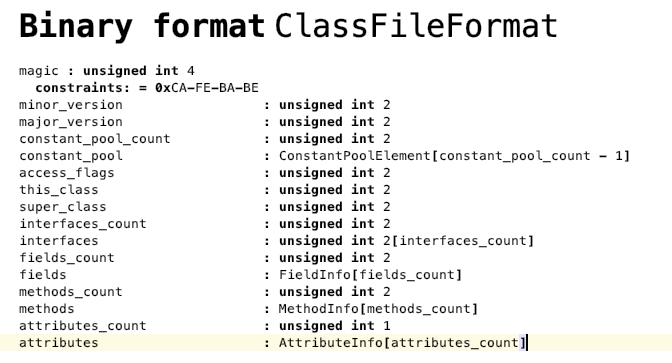 Binary format ClassFileFormat
magic : unsigned int 4
constraints: = 0xCA-FE-BA-BE
minor_version : unsigned int 2
major_version : unsigned int 2
constant_pool_count : unsigned int 2
constant_pool : ConstantPoolElement[constant_pool_count - 1]
access_flags : unsigned int 2
this_class : unsigned int 2
super_class : unsigned int 2
interfaces_count : unsigned int 2
interfaces : unsigned int 2[interfaces_count]
fields_count : unsigned int 2
fields : FieldInfo[fields_count]
methods_count : unsigned int 2
methods : MethodInfo[methods_count]
attributes_count : unsigned int 1
attributes : AttributeInfo[attributes_count]